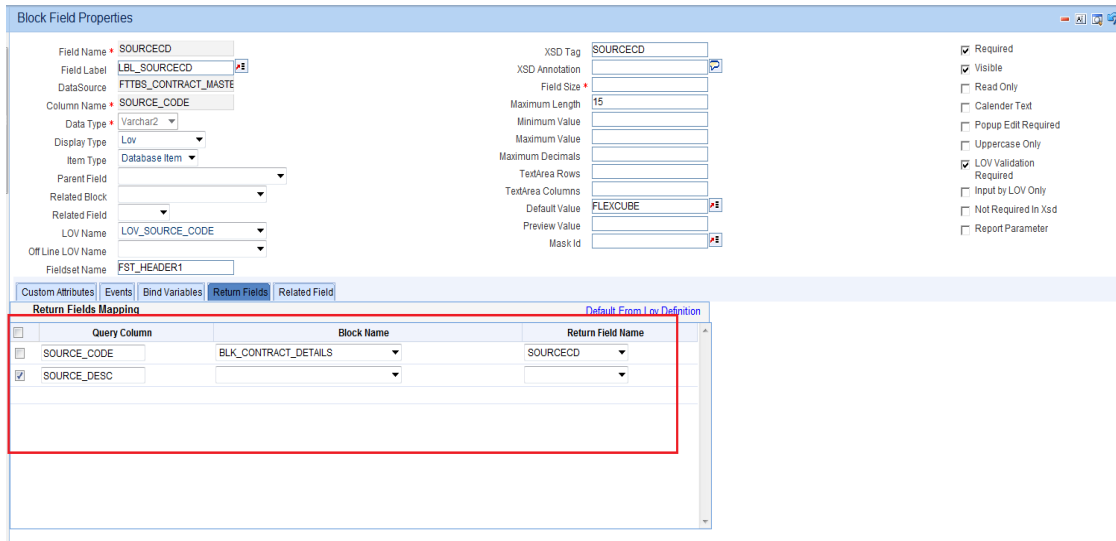 Block Field Properties
Field Name * SOURCECD
Field Label LBL_SOURCECD
DataSource FTTBS_CONTRACT_MASTE
Column Name * SOURCE_CODE
Data Type * Varchar2
Display Type Lov
Item Type Database Item
Parent Field
Related Block
Related Field
LOV Name LOV_SOURCE_CODE
Off Line LOV Name
Fieldset Name FST_HEADER1
XSD Tag SOURCECD
XSD Annotation
Field Size *
Maximum Length 15
Minimum Value
Maximum Value
Maximum Decimals
TextArea Rows
TextArea Columns
Default Value FLEXCUBE
Preview Value
Mask Id
Required
Visible
Read Only
Calender Text
Popup Edit Required
Uppercase Only
LOV Validation
Required
Input by LOV Only
Not Required In Xsd
Report Parameter
Custom Attributes Events Bind Variables Return Fields Related Field
Return Fields Mapping Default From Lov Definition
Query Column Block Name Return Field Name
SOURCE_CODE BLK_CONTRACT_DETAILS SOURCECD
SOURCE_DESC